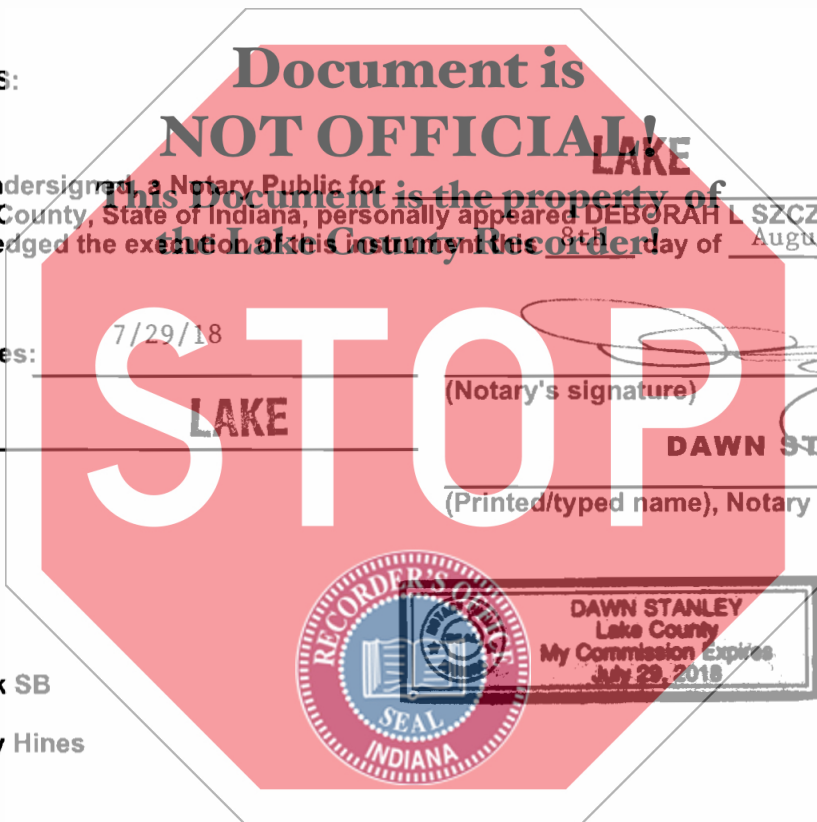 Document is
S:
NOT OFFICIAL!
LAKE
ndersigned, a Notary Public for
This Document is the property of
County, State of Indiana, personally appeared DEBORAH L SZCZ
edged the execution of this instrument this 8th day of Augu
the Lake County Recorder!
7/29/18
es:
STOP
(Notary's signature)
LAKE
DAWN ST
(Printed/typed name), Notary
RECORDER'S OFFICE
SEAL
INDIANA
DAWN STANLEY
Lake County
My Commission Expires
July 29, 2018
k SB
y Hines